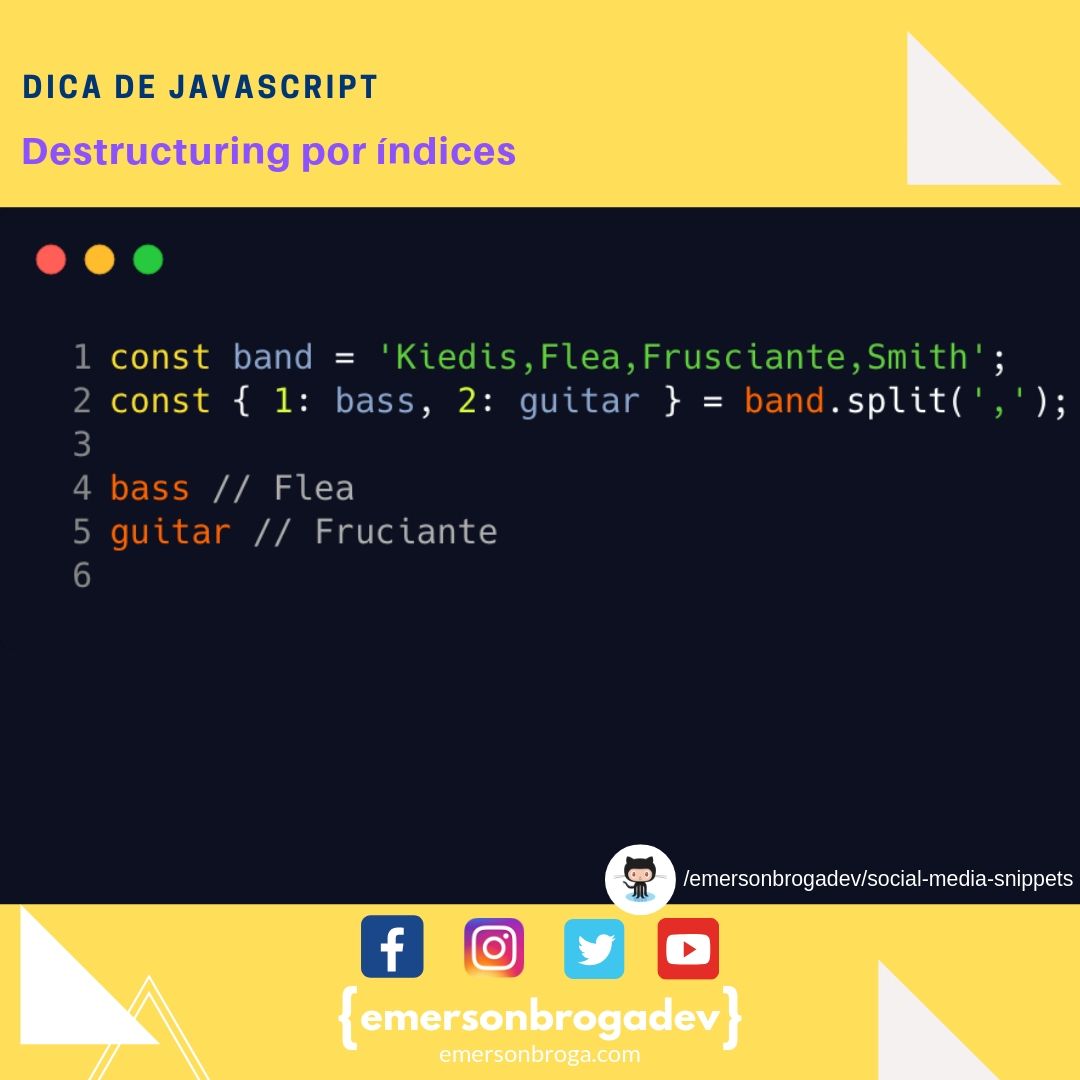 DICA DE JAVASCRIPT
Destructuring por índices
1 const band = 'Kiedis,Flea,Frusciante,Smith';
2 const { 1: bass, 2: guitar } = band.split(',');
3
4 bass // Flea
5 guitar // Fruciante
6
/emersonbrogadev/social-media-snippets
{emersonbrogadev}
emersonbroga.com